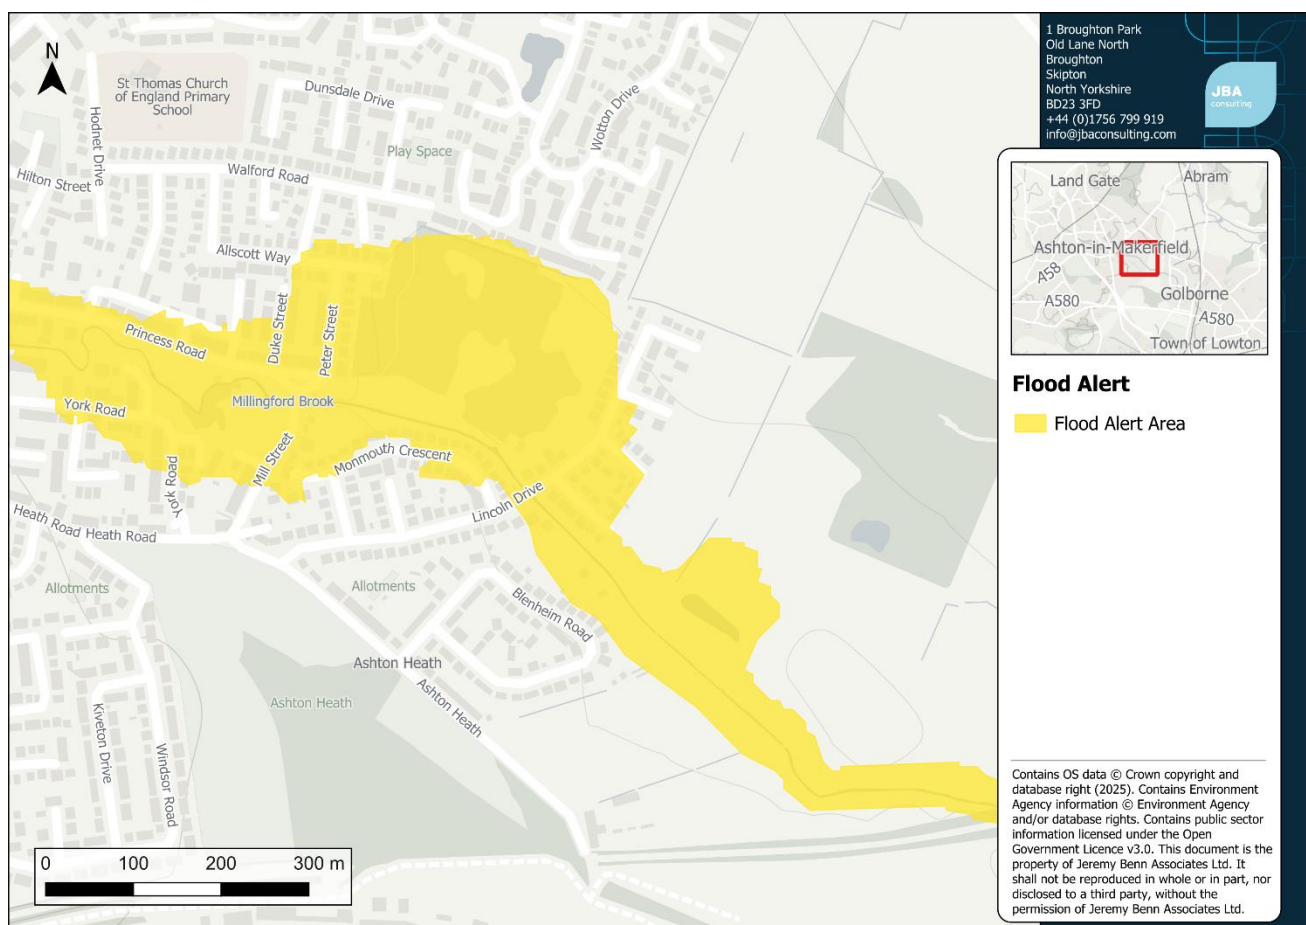 N
St Thomas Church
of England Primary
School
Hodnet Drive
Dunsdale Drive
Wotton Drive
Play Space
Hilton Street
Walford Road
Allscott Way
Duke Street
Peter Street
Princess Road
Millingford Brook
York Road
Mill Street
Monmouth Crescent
York Road
Lincoln Drive
Heath Road Heath Road
Allotments
Allotments
Blenheim Road
Ashton Heath
Ashton Heath
Ashton Heath
Kiveton Drive
Windsor Road
0 100 200 300 m
1 Broughton Park
Old Lane North
Broughton
Skipton
North Yorkshire
BD23 3FD
+44 (0)1756 799 919
info@jbaconsulting.com
JBA
consulting
Land Gate
Abram
Ashton-in-Makerfield
A58
A580
Golborne
A580
Town of Lowton
Flood Alert
Flood Alert Area
Contains OS data © Crown copyright and
database right (2025). Contains Environment
Agency information © Environment Agency
and/or database rights. Contains public sector
information licensed under the Open
Government Licence v3.0. This document is the
property of Jeremy Benn Associates Ltd. It
shall not be reproduced in whole or in part, nor
disclosed to a third party, without the
permission of Jeremy Benn Associates Ltd.